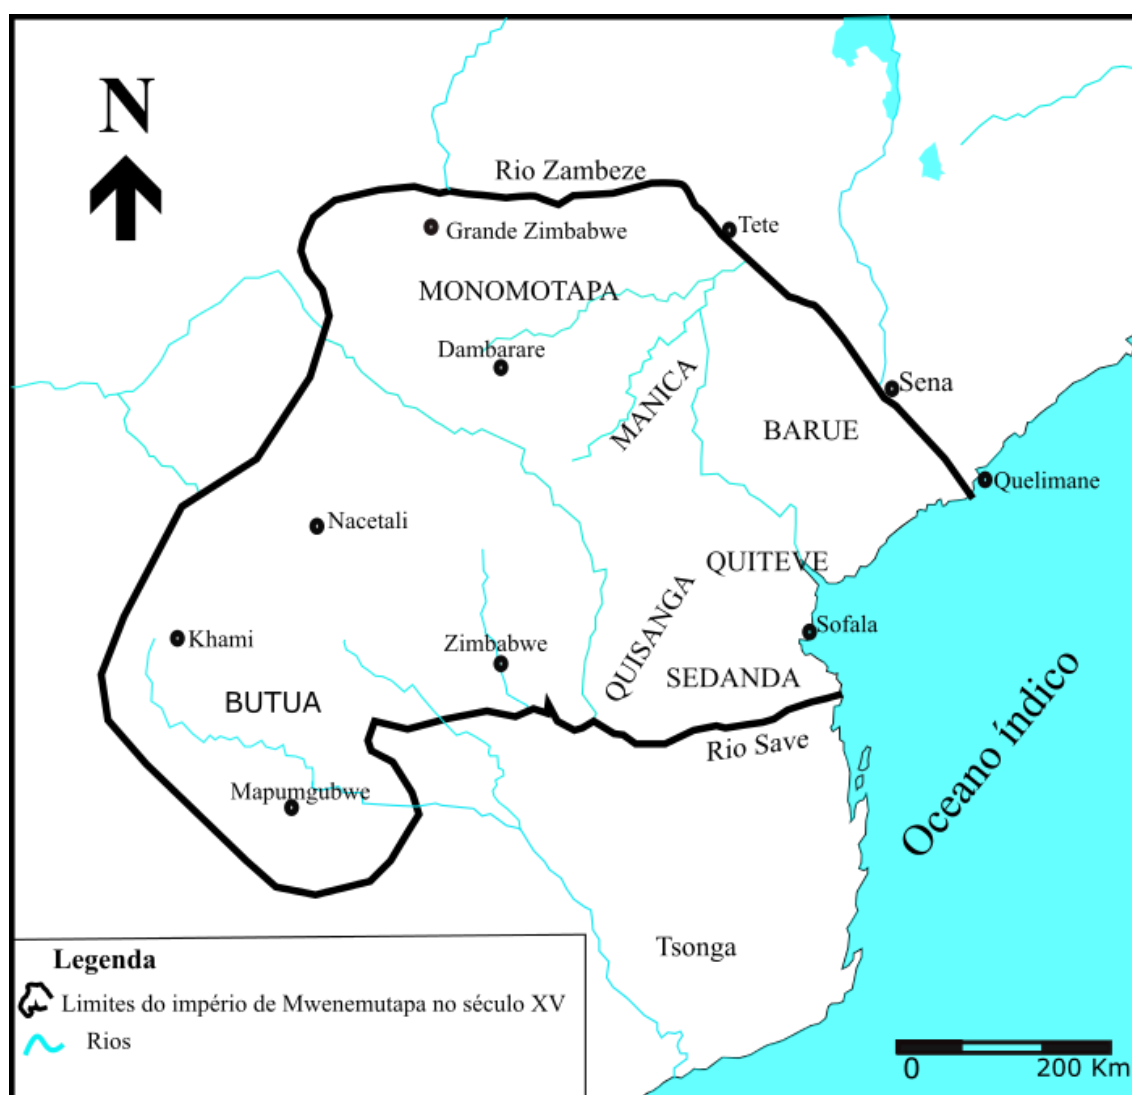 N
Rio Zambeze
Tete
Grande Zimbabwe
MONOMOTAPA
Dambarare
MANICA
Sena
BARUE
Quelimane
Nacetali
QUITEVE
QUISANGA
Sofala
Khami
Zimbabwe
SEDANDA
BUTUA
Rio Save
Oceano índico
Mapumgubwe
Tsonga
Legenda
Limites do império de Mwenemutapa no século XV
Rios
0
200 Km